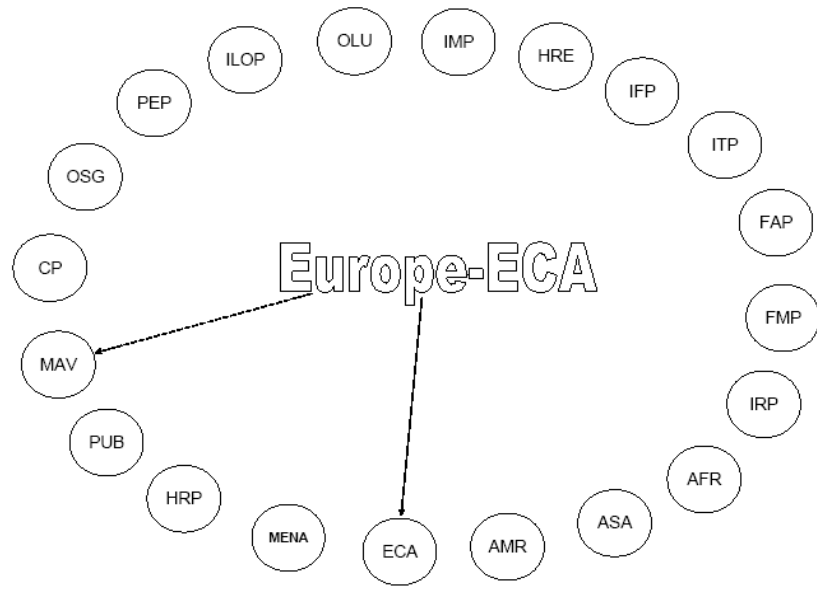 OLU
IMP
HRE
ILOP
IFP
PEP
ITP
OSG
FAP
CP
Europe-ECA
FMP
MAV
IRP
PUB
AFR
HRP
ASA
MENA
ECA
AMR